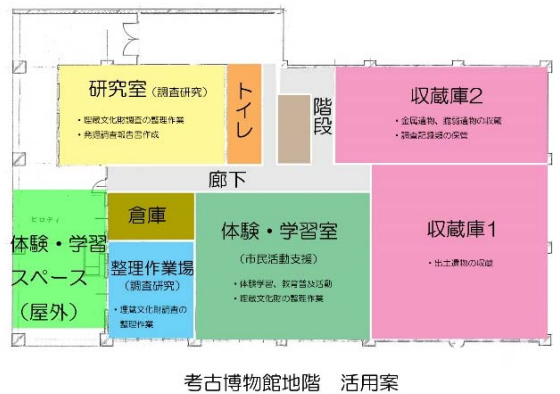 研究室（調査研究）
・埋蔵文化財調査の整理作業
・発掘調査報告書作成
トイレ
階段
収蔵庫2
・金属遺物、脆弱遺物の収蔵
・調査記録類の保管
廊下
ピロティ
体験・学習
スペース
（屋外）
倉庫
整理作業場
（調査研究）
・埋蔵文化財調査の
整理作業
体験・学習室
（市民活動支援）
・体験学習、教育普及活動
・埋蔵文化財の整理作業
収蔵庫1
・出土遺物の収蔵
考古博物館地階　活用案